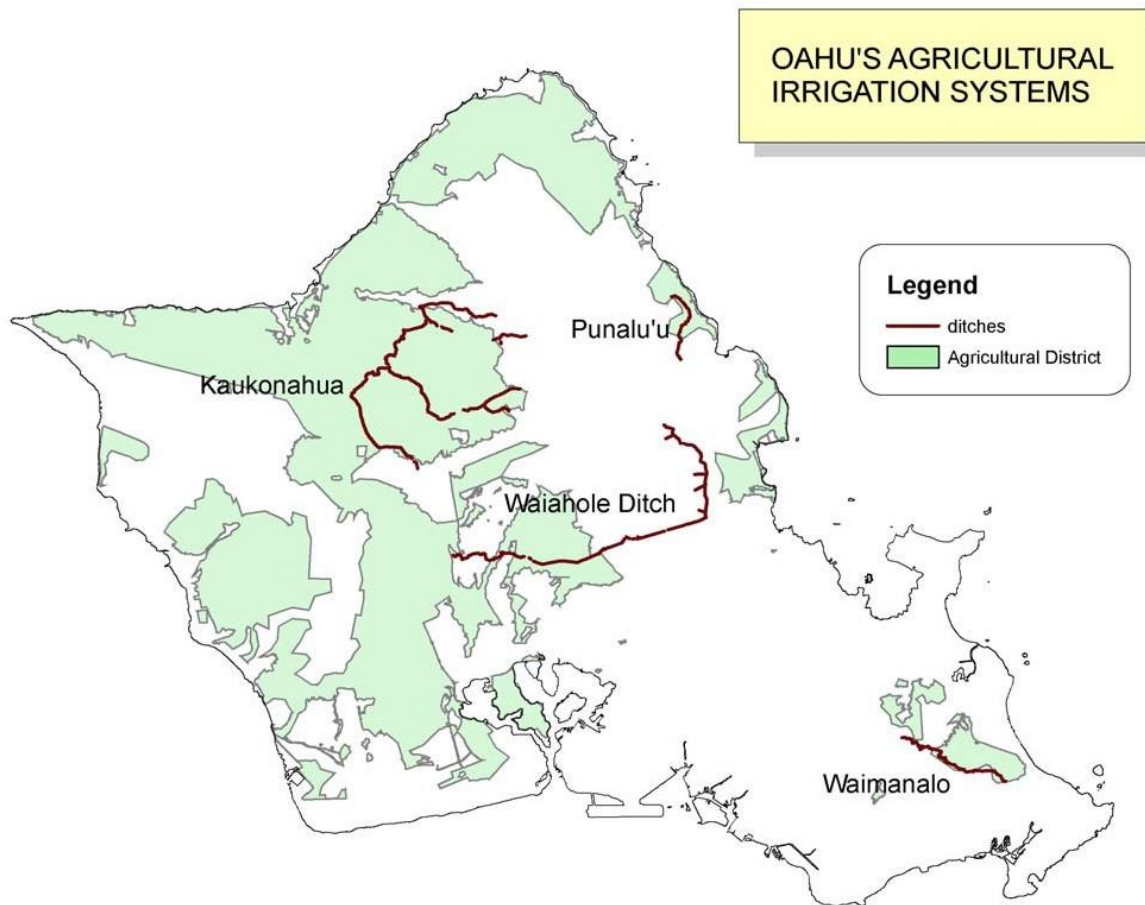 OAHU'S AGRICULTURAL
IRRIGATION SYSTEMS
Legend
ditches
Agricultural District
Punalu'u
Kaukonahua
Waiahole Ditch
Waimanalo